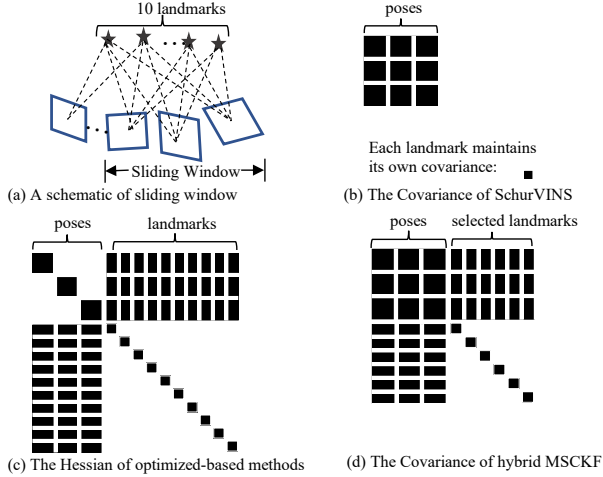 10 landmarks
...
...
Sliding Window
(a) A schematic of sliding window
poses
Each landmark maintains
its own covariance:
(b) The Covariance of SchurVINS
poses landmarks
(c) The Hessian of optimized-based methods
poses selected landmarks
(d) The Covariance of hybrid MSCKF